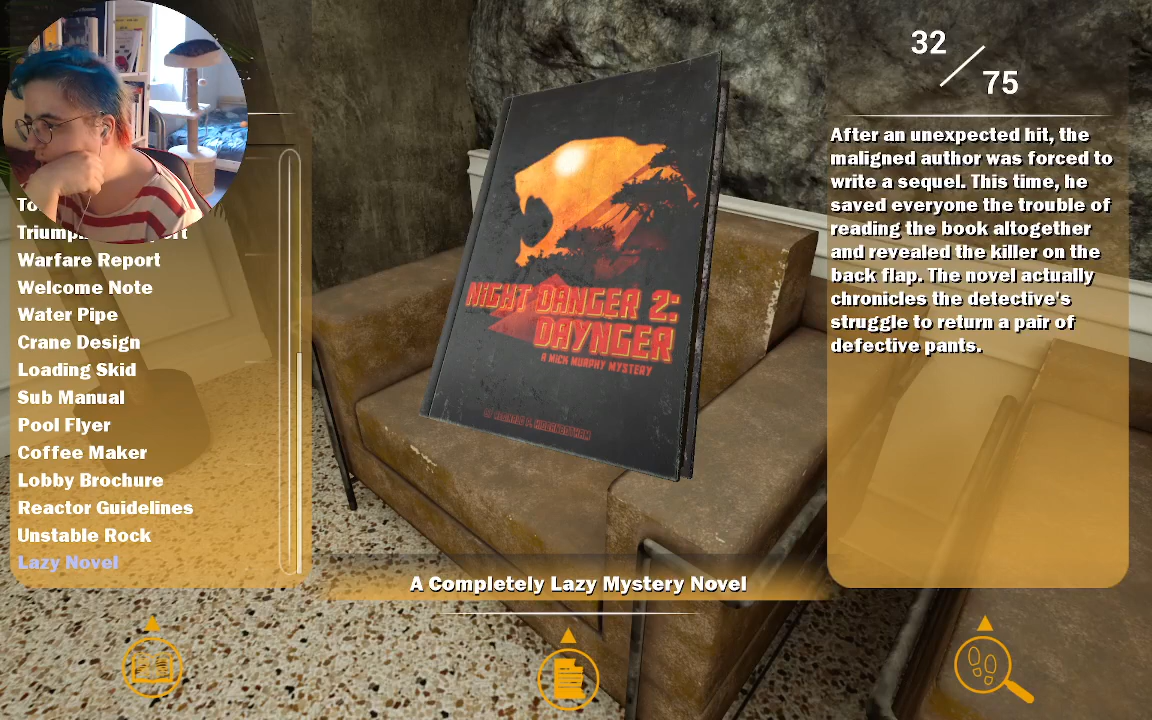 32
75
After an unexpected hit, the
maligned author was forced to
write a sequel. This time, he
saved everyone the trouble of
reading the book altogether
and revealed the killer on the
back flap. The novel actually
chronicles the detective's
struggle to return a pair of
defective pants.
Warfare Report
Welcome Note
Water Pipe
Crane Design
Loading Skid
Sub Manual
Pool Flyer
Coffee Maker
Lobby Brochure
Reactor Guidelines
Unstable Rock
Lazy Novel
NIGHT DANGER 2:
DAYNGER
A MICK MURPHY MYSTERY
A Completely Lazy Mystery Novel